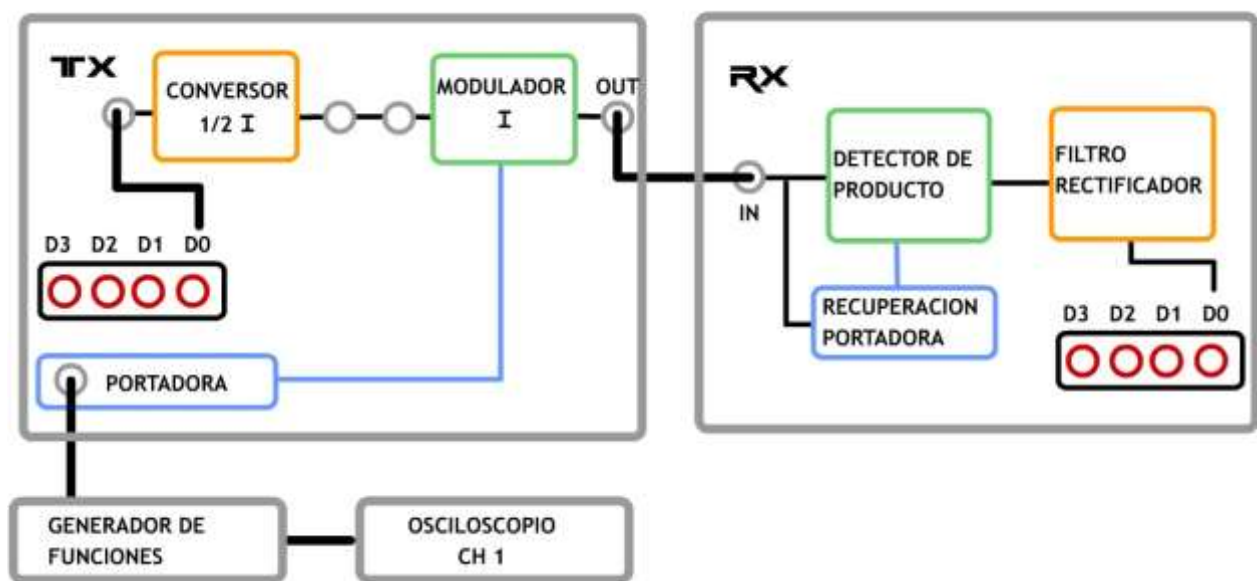 TX
CONVERSOR
1/2 I
MODULADOR
I
OUT
D3 D2 D1 D0
PORTADORA
GENERADOR DE
FUNCIONES
OSCILOSCOPIO
CH 1
RX
IN
DETECTOR DE
PRODUCTO
FILTRO
RECTIFICADOR
RECUPERACION
PORTADORA
D3 D2 D1 D0